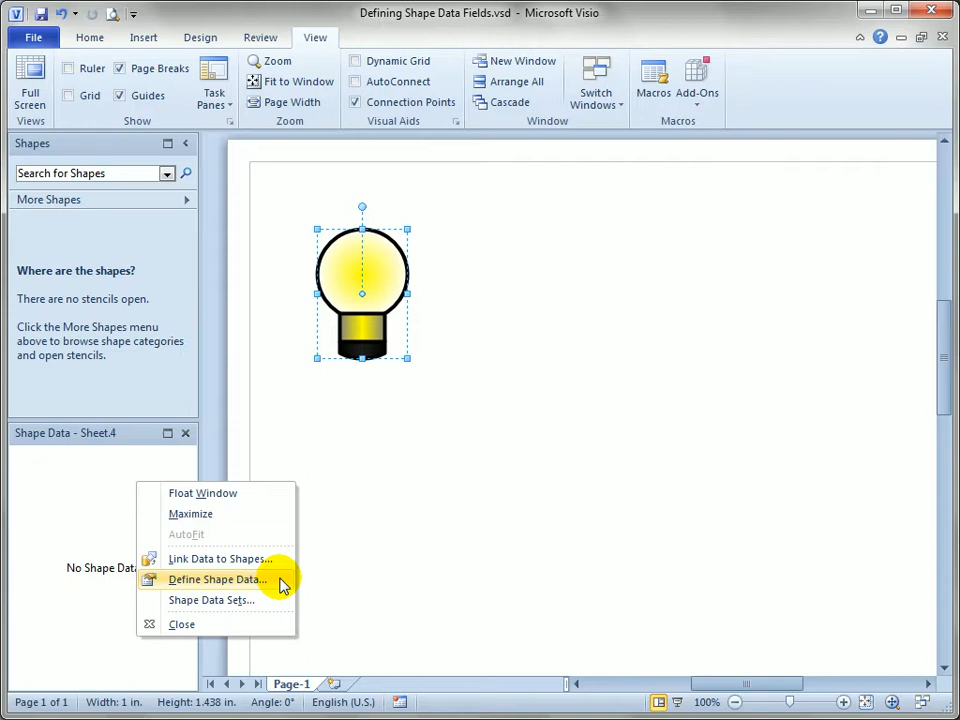 Defining Shape Data Fields.vsd - Microsoft Visio
File Home Insert Design Review View
Full Screen
Ruler
Page Breaks
Grid
Guides
Task Panes
Zoom
Fit to Window
Page Width
Dynamic Grid
AutoConnect
Connection Points
New Window
Arrange All
Cascade
Switch Windows
Macros
Add-Ons
Views Show Zoom Visual Aids Window Macros
Shapes
Search for Shapes
More Shapes
Where are the shapes?
There are no stencils open.
Click the More Shapes menu
above to browse shape categories
and open stencils.
Shape Data - Sheet.4
No Shape Data
Float Window
Maximize
AutoFit
Link Data to Shapes...
Define Shape Data...
Shape Data Sets...
Close
Page-1
Page 1 of 1 Width: 1 in. Height: 1.438 in. Angle: 0° English (U.S.) 100%